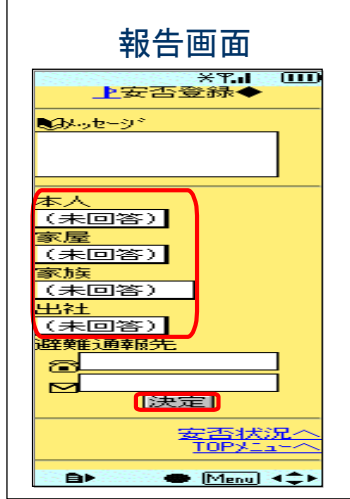 報告画面
上安否登録◆
メッセージ
本人
(未回答)
家屋
(未回答)
家族
(未回答)
出社
(未回答)
避難通報先
決定
安否状況へ
TOPメニューへ
Menu